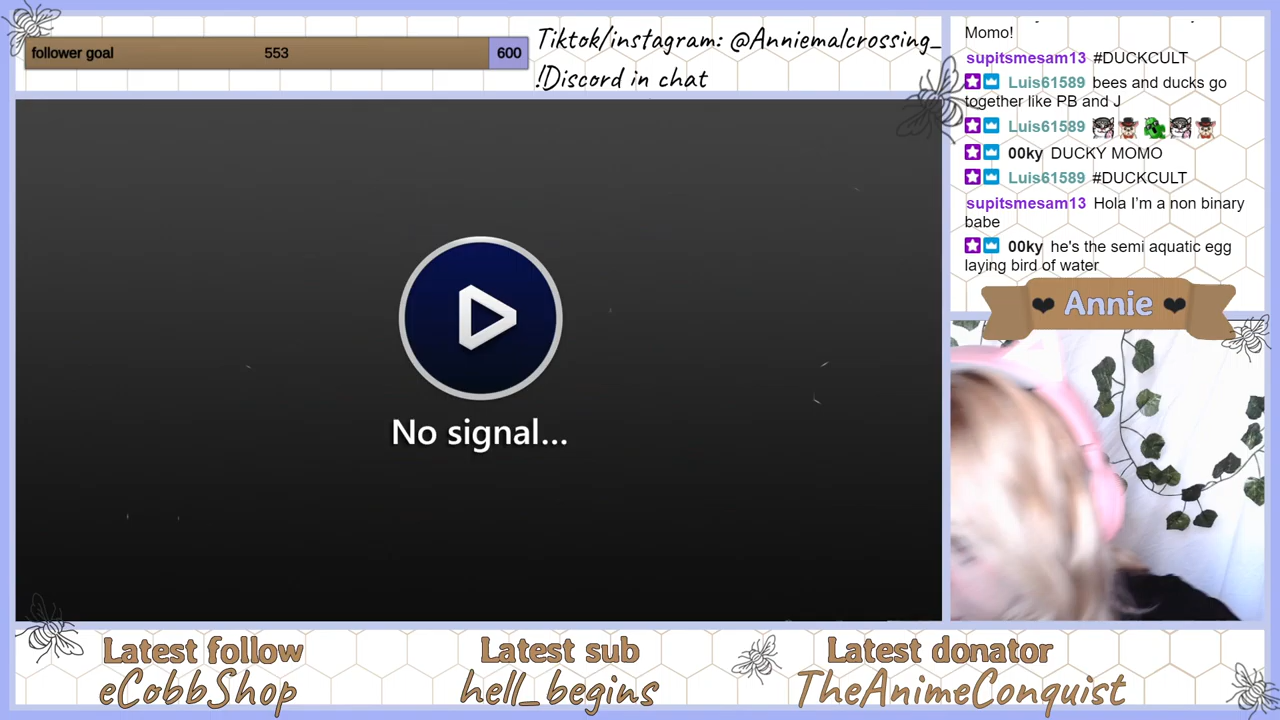 follower goal 553 600
Tiktok/instagram: @Anniemalcrossing_
!Discord in chat
Momo!
supitsmesam13 #DUCKCULT
Luis61589 bees and ducks go
together like PB and J
Luis61589
00ky DUCKY MOMO
Luis61589 #DUCKCULT
supitsmesam13 Hola I'm a non binary
babe
00ky he's the semi aquatic egg
laying bird of water
Annie
No signal...
Latest follow
eCobbShop
Latest sub
hell_begins
Latest donator
TheAnimeConquist